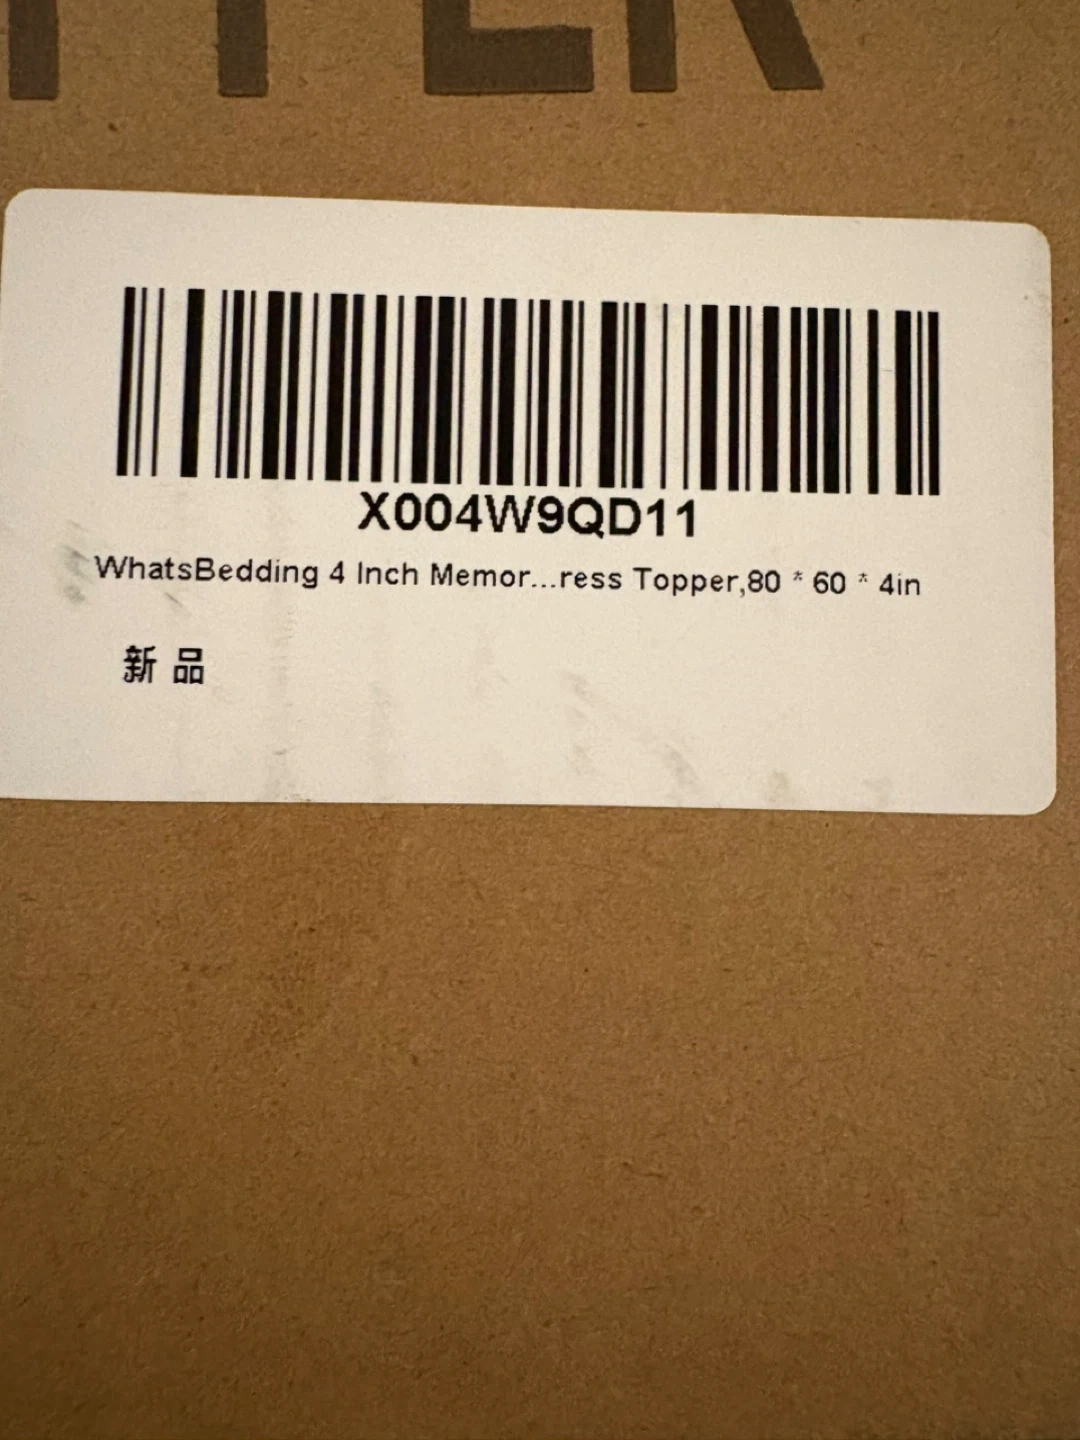 X004W9QD11
WhatsBedding 4 Inch Memor...ress Topper,80 * 60 * 4in
新品